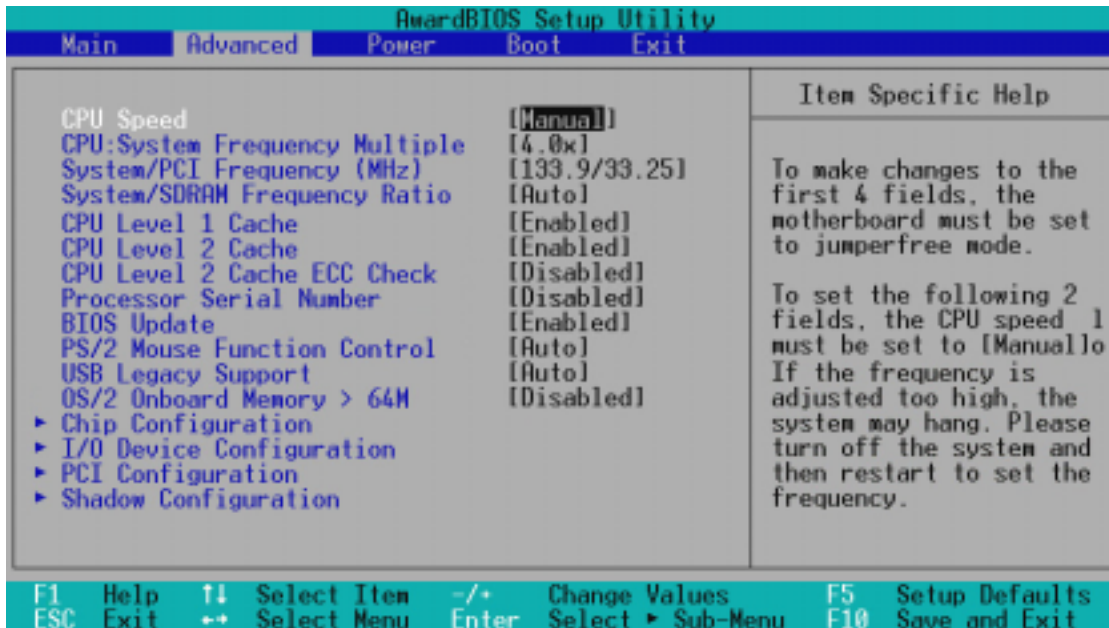 AwardBIOS Setup Utility
Main Advanced Power Boot Exit
CPU Speed [Manual]
CPU:System Frequency Multiple [4.0x]
System/PCI Frequency (MHz) [133.9/33.25]
System/SDRAM Frequency Ratio [Auto]
CPU Level 1 Cache [Enabled]
CPU Level 2 Cache [Enabled]
CPU Level 2 Cache ECC Check [Disabled]
Processor Serial Number [Disabled]
BIOS Update [Enabled]
PS/2 Mouse Function Control [Auto]
USB Legacy Support [Auto]
OS/2 Onboard Memory > 64M [Disabled]
► Chip Configuration
► I/O Device Configuration
► PCI Configuration
► Shadow Configuration
Item Specific Help
To make changes to the
first 4 fields, the
motherboard must be set
to jumperfree mode.
To set the following 2
fields, the CPU speed l
must be set to [Manual]o
If the frequency is
adjusted too high, the
system may hang. Please
turn off the system and
then restart to set the
frequency.
F1 Help ↑↓ Select Item -/+ Change Values F5 Setup Defaults
ESC Exit ←→ Select Menu Enter Select ► Sub-Menu F10 Save and Exit